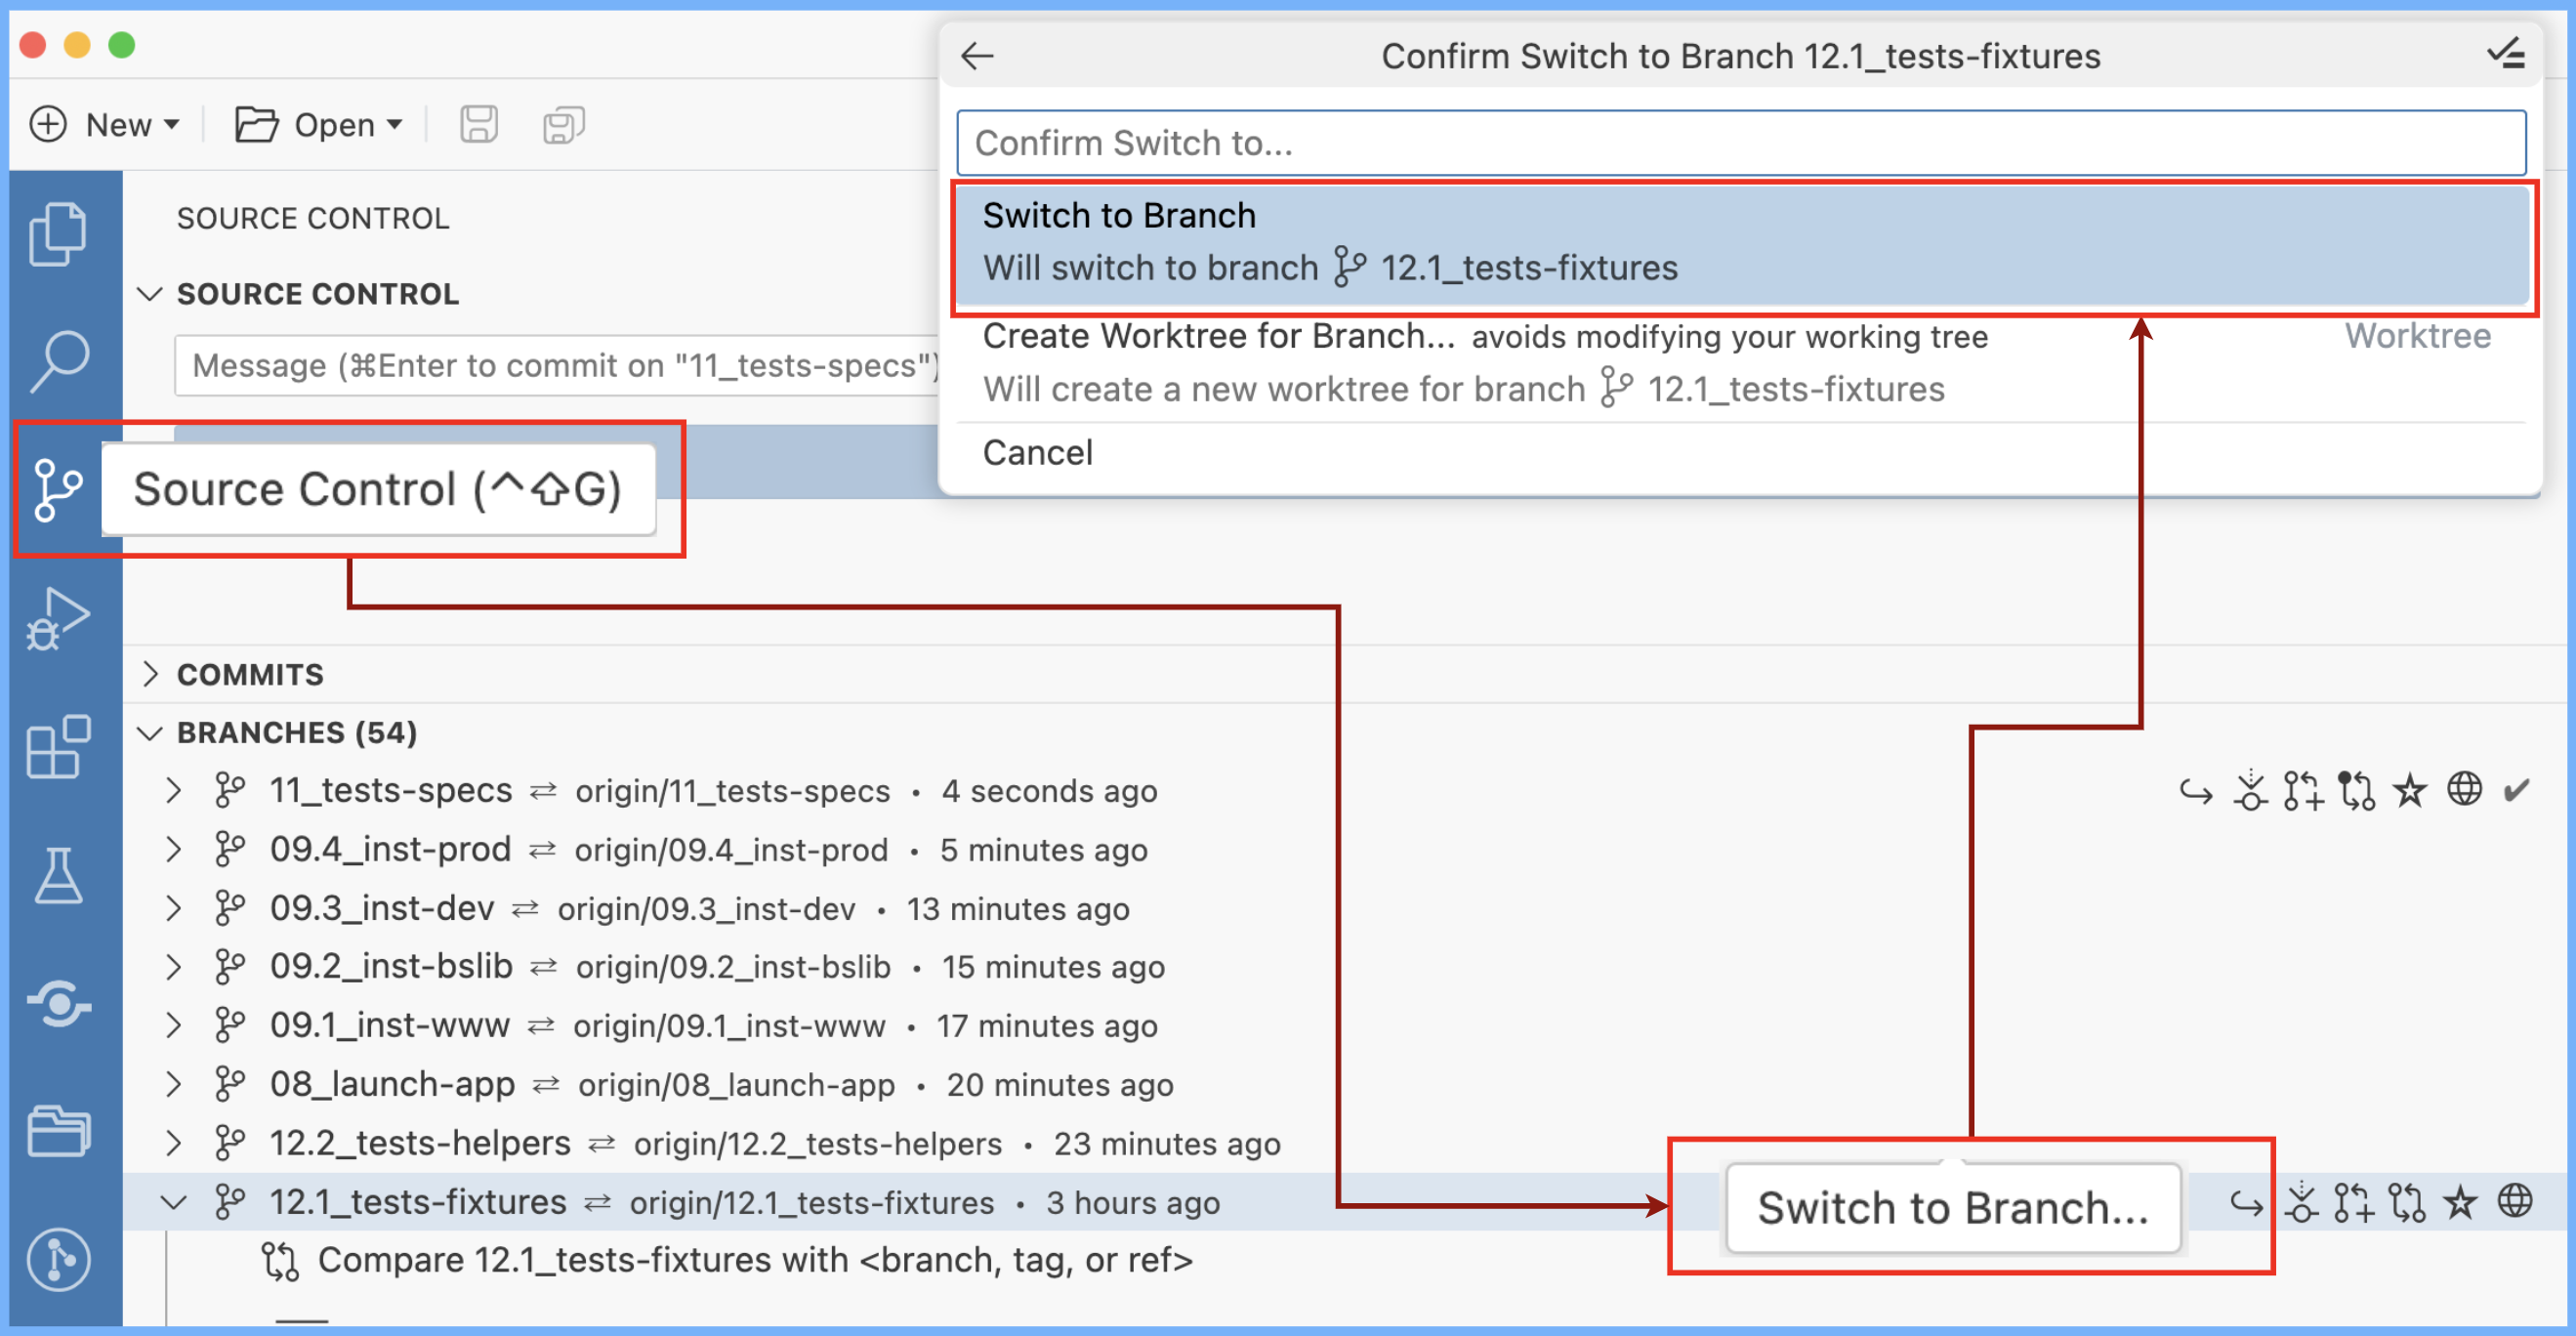 Confirm Switch to Branch 12.1_tests-fixtures
New
Open
Confirm Switch to...
SOURCE CONTROL
Switch to Branch
Will switch to branch 12.1_tests-fixtures
SOURCE CONTROL
Create Worktree for Branch... avoids modifying your working tree Worktree
Message (⌘Enter to commit on "11_tests-specs")
Will create a new worktree for branch 12.1_tests-fixtures
Cancel
Source Control (^⇧G)
COMMITS
BRANCHES (54)
11_tests-specs ⇄ origin/11_tests-specs • 4 seconds ago
09.4_inst-prod ⇄ origin/09.4_inst-prod • 5 minutes ago
09.3_inst-dev ⇄ origin/09.3_inst-dev • 13 minutes ago
09.2_inst-bslib ⇄ origin/09.2_inst-bslib • 15 minutes ago
09.1_inst-www ⇄ origin/09.1_inst-www • 17 minutes ago
08_launch-app ⇄ origin/08_launch-app • 20 minutes ago
12.2_tests-helpers ⇄ origin/12.2_tests-helpers • 23 minutes ago
12.1_tests-fixtures ⇄ origin/12.1_tests-fixtures • 3 hours ago
Switch to Branch...
Compare 12.1_tests-fixtures with <branch, tag, or ref>